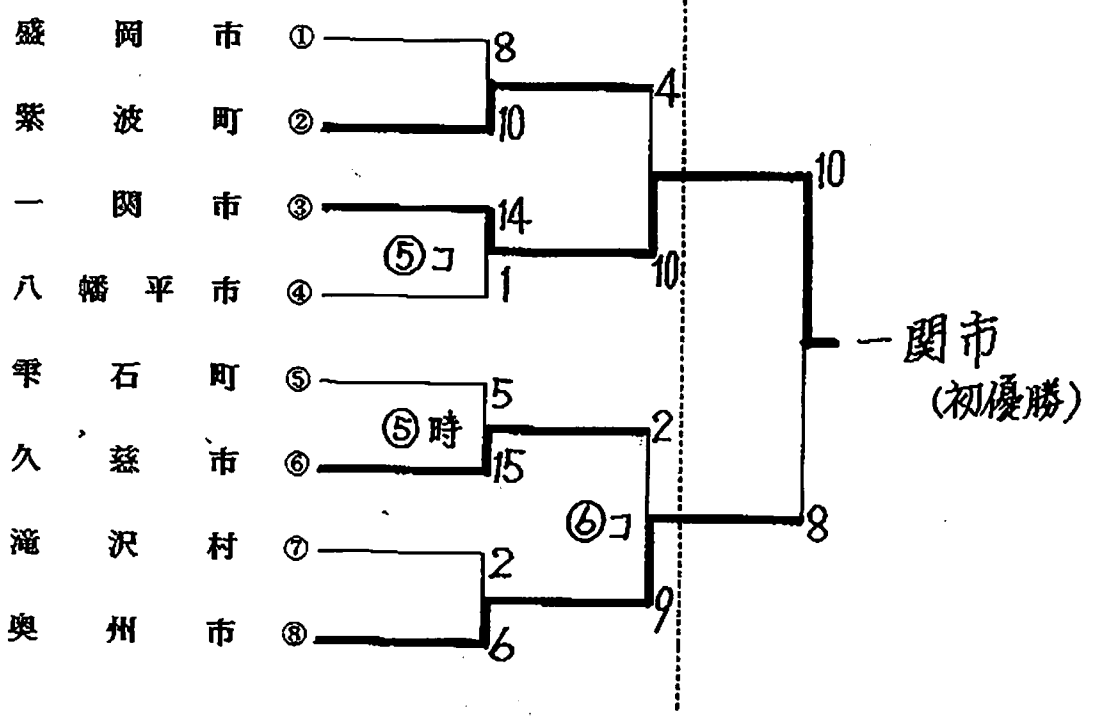 盛岡市 ① 8
4
紫波町 ② 10
10
一関市 ③ 14
⑤コ
10
八幡平市 ④ 1
一関市
(初優勝)
雫石町 ⑤ 5
⑤時
2
久慈市 ⑥ 15
⑥コ
8
滝沢村 ⑦ 2
9
奥州市 ⑧ 6